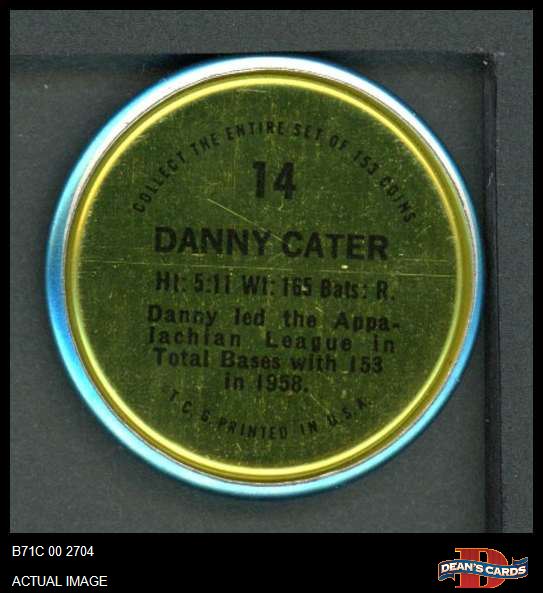 COLLECT THE ENTIRE SET OF 153 COINS
14
DANNY CATER
Ht: 5:11 Wt: 165 Bats: R.
Danny led the Appa-
lachian League in
Total Bases with 153
in 1958.
T.C.G. PRINTED IN U.S.A.
B71C 00 2704
ACTUAL IMAGE
D
DEAN'S CARDS